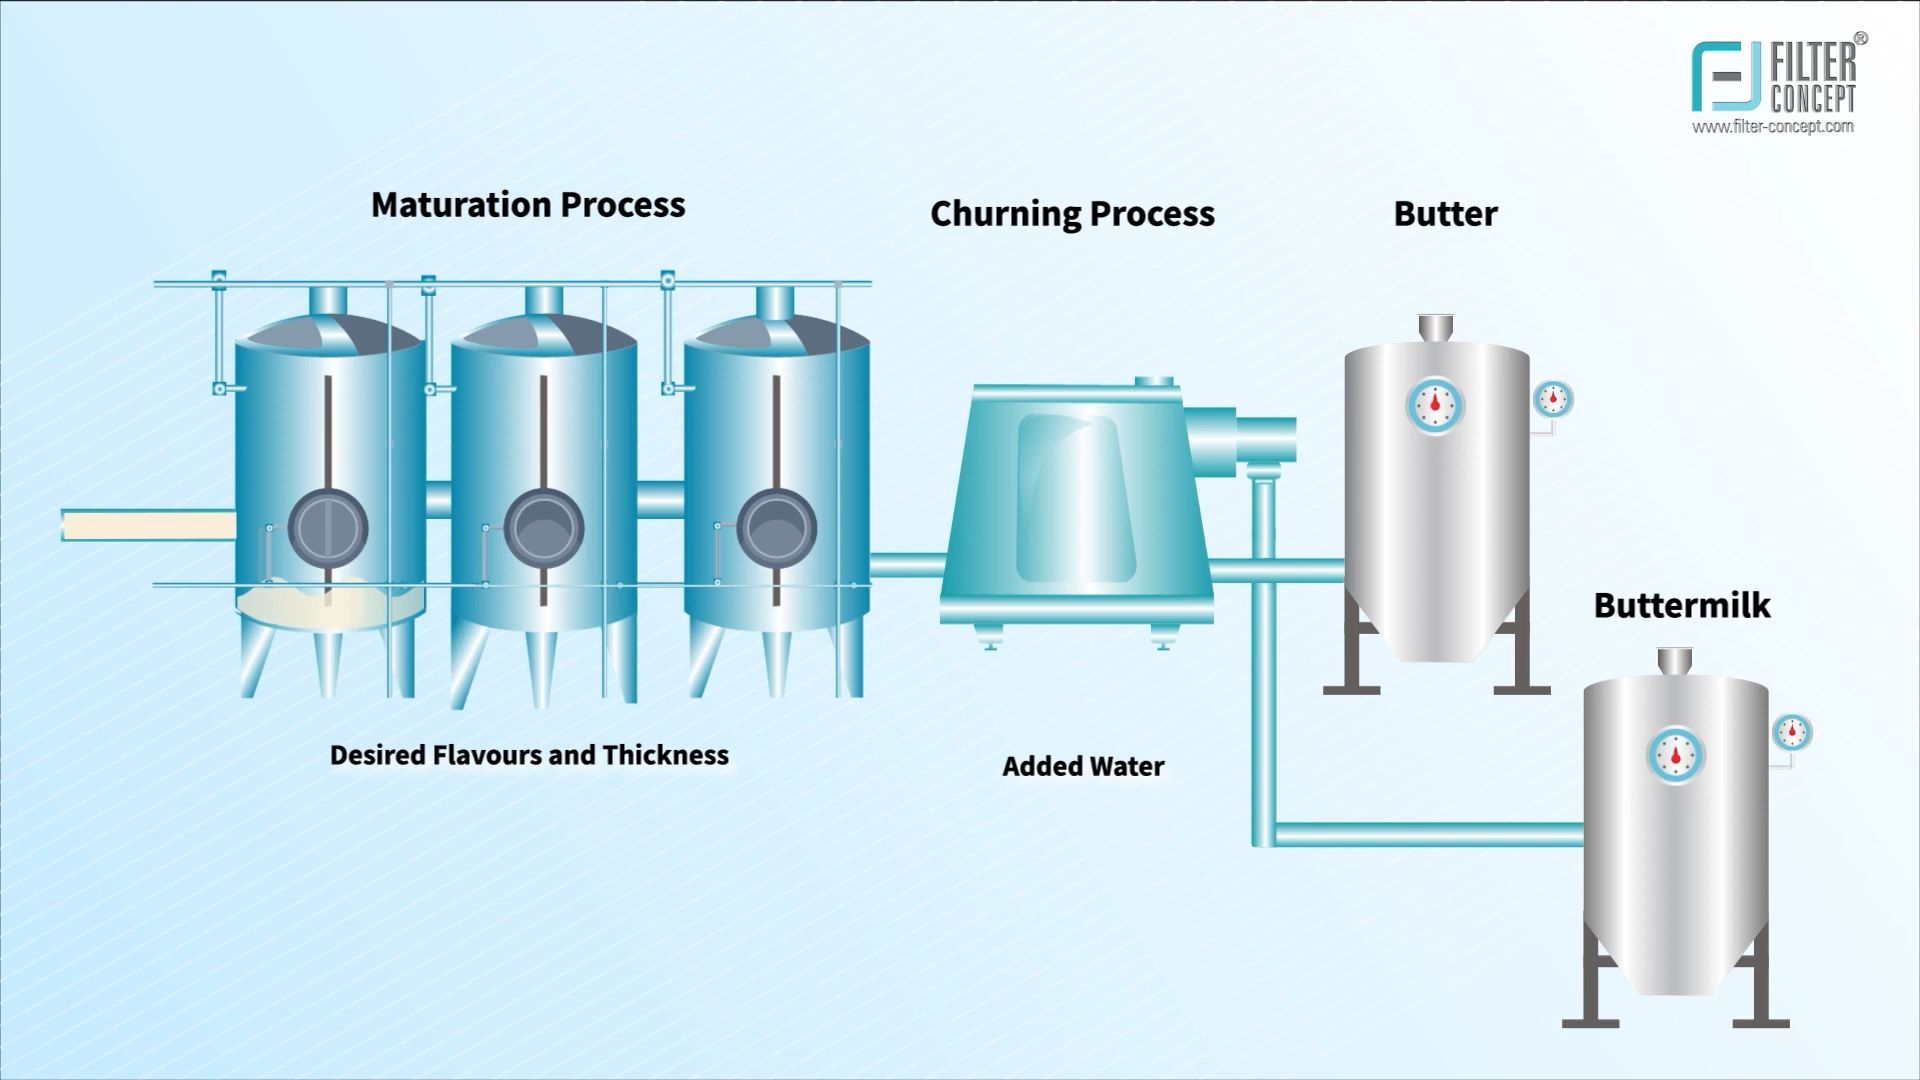 FILTER®
CONCEPT
www.filter-concept.com
Maturation Process
Churning Process
Butter
Buttermilk
Desired Flavours and Thickness
Added Water